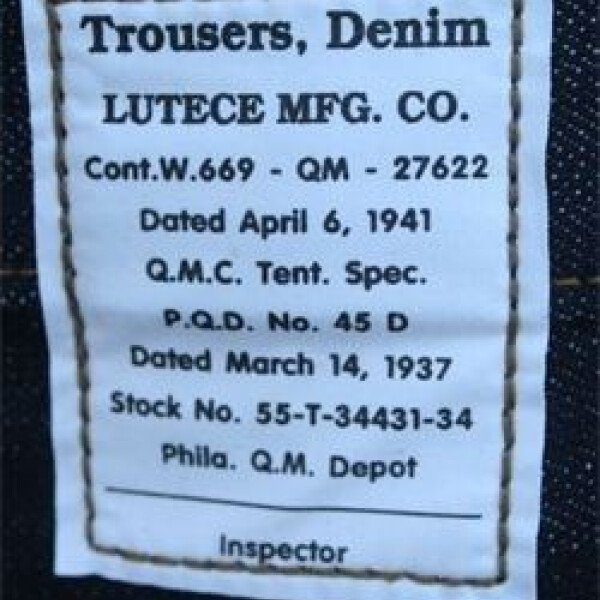 Trousers, Denim
LUTECE MFG. CO.
Cont.W.669 - QM - 27622
Dated April 6, 1941
Q.M.C. Tent. Spec.
P.Q.D. No. 45 D
Dated March 14, 1937
Stock No. 55-T-34431-34
Phila. Q.M. Depot
Inspector